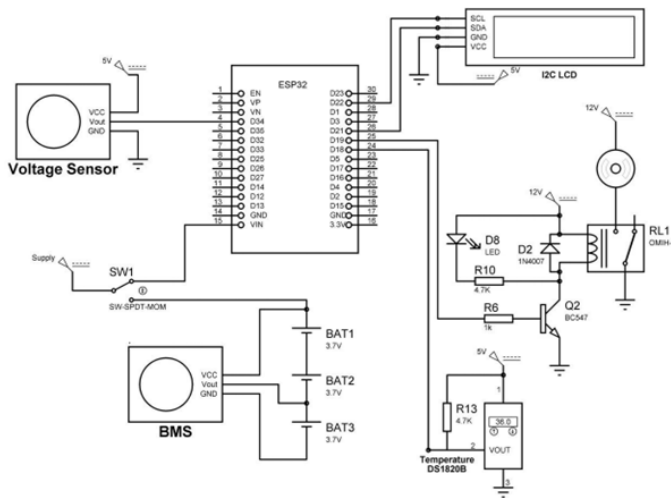 SCL
SDA
GND
VCC
5V
I2C LCD
5V
VCC
Vout
GND
Voltage Sensor
ESP32
1 EN
2 VP
3 VN
4 D34
5 D35
6 D32
7 D33
8 D25
9 D26
10 D27
11 D14
12 D12
13 D13
14 GND
15 VIN
D23 30
D22 29
D1 28
D3 27
D21 26
D19 25
D18 24
D5 23
D17 22
D16 21
D4 20
D2 19
D15 18
GND 17
3.3V 16
12V
12V
D8
LED
D2
1N4007
RL1
OMIH-
R10
4.7K
R6
1k
Q2
BC547
Supply
SW1
SW-SPDT-MOM
BAT1
3.7V
BAT2
3.7V
BAT3
3.7V
VCC
Vout
GND
BMS
5V
R13
4.7K
1
36.0
2 VOUT
3
Temperature
DS1820B